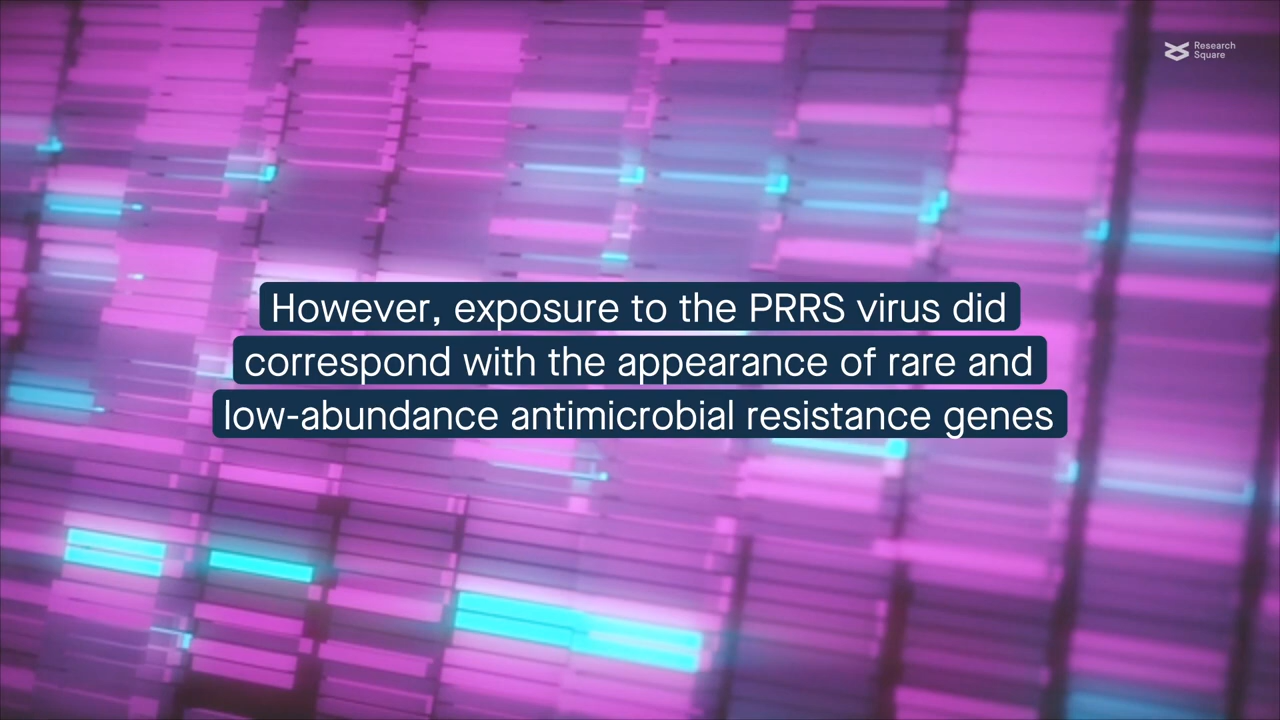 Research
Square
However, exposure to the PRRS virus did
correspond with the appearance of rare and
low-abundance antimicrobial resistance genes